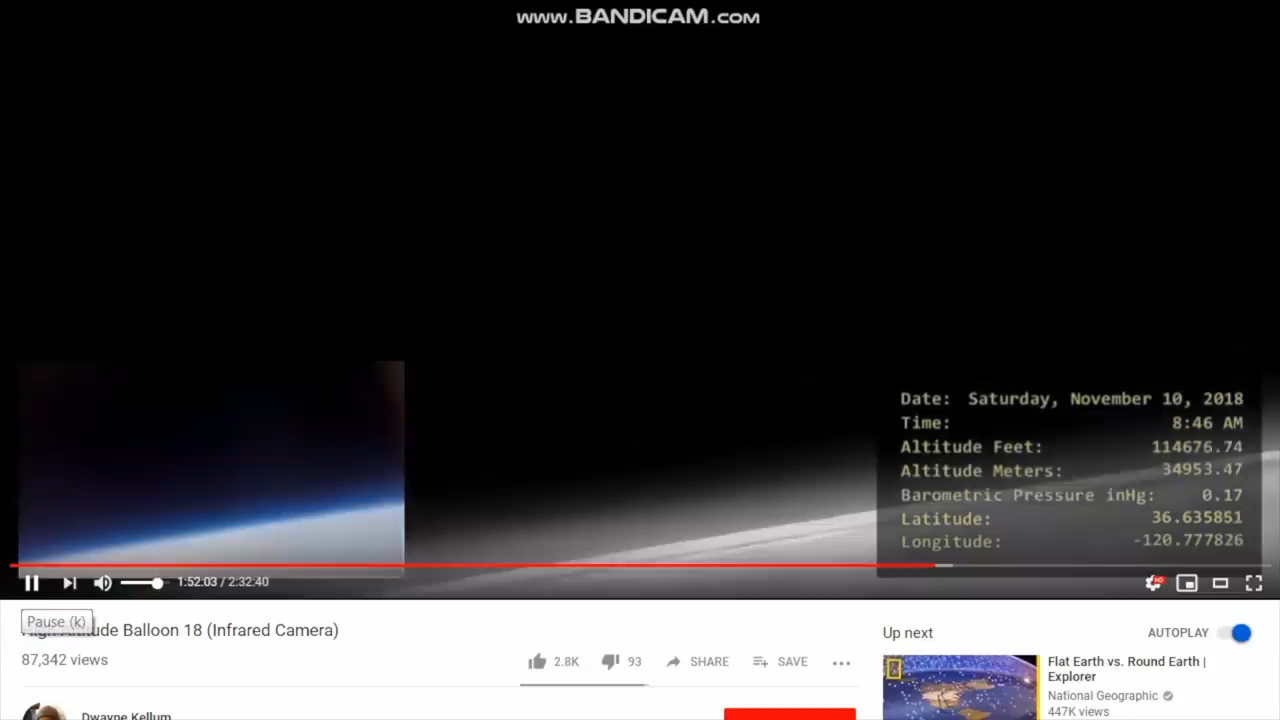 www.BANDICAM.com
Date: Saturday, November 10, 2018
Time: 8:46 AM
Altitude Feet: 114676.74
Altitude Meters: 34953.47
Barometric Pressure inHg: 0.17
Latitude: 36.635851
Longitude: -120.777826
1:52:03 / 2:32:40
HD
Pause (k)
High Altitude Balloon 18 (Infrared Camera)
87,342 views
2.8K 93 SHARE SAVE
Up next AUTOPLAY
Flat Earth vs. Round Earth |
Explorer
National Geographic
447K views
Dwayne Kellum